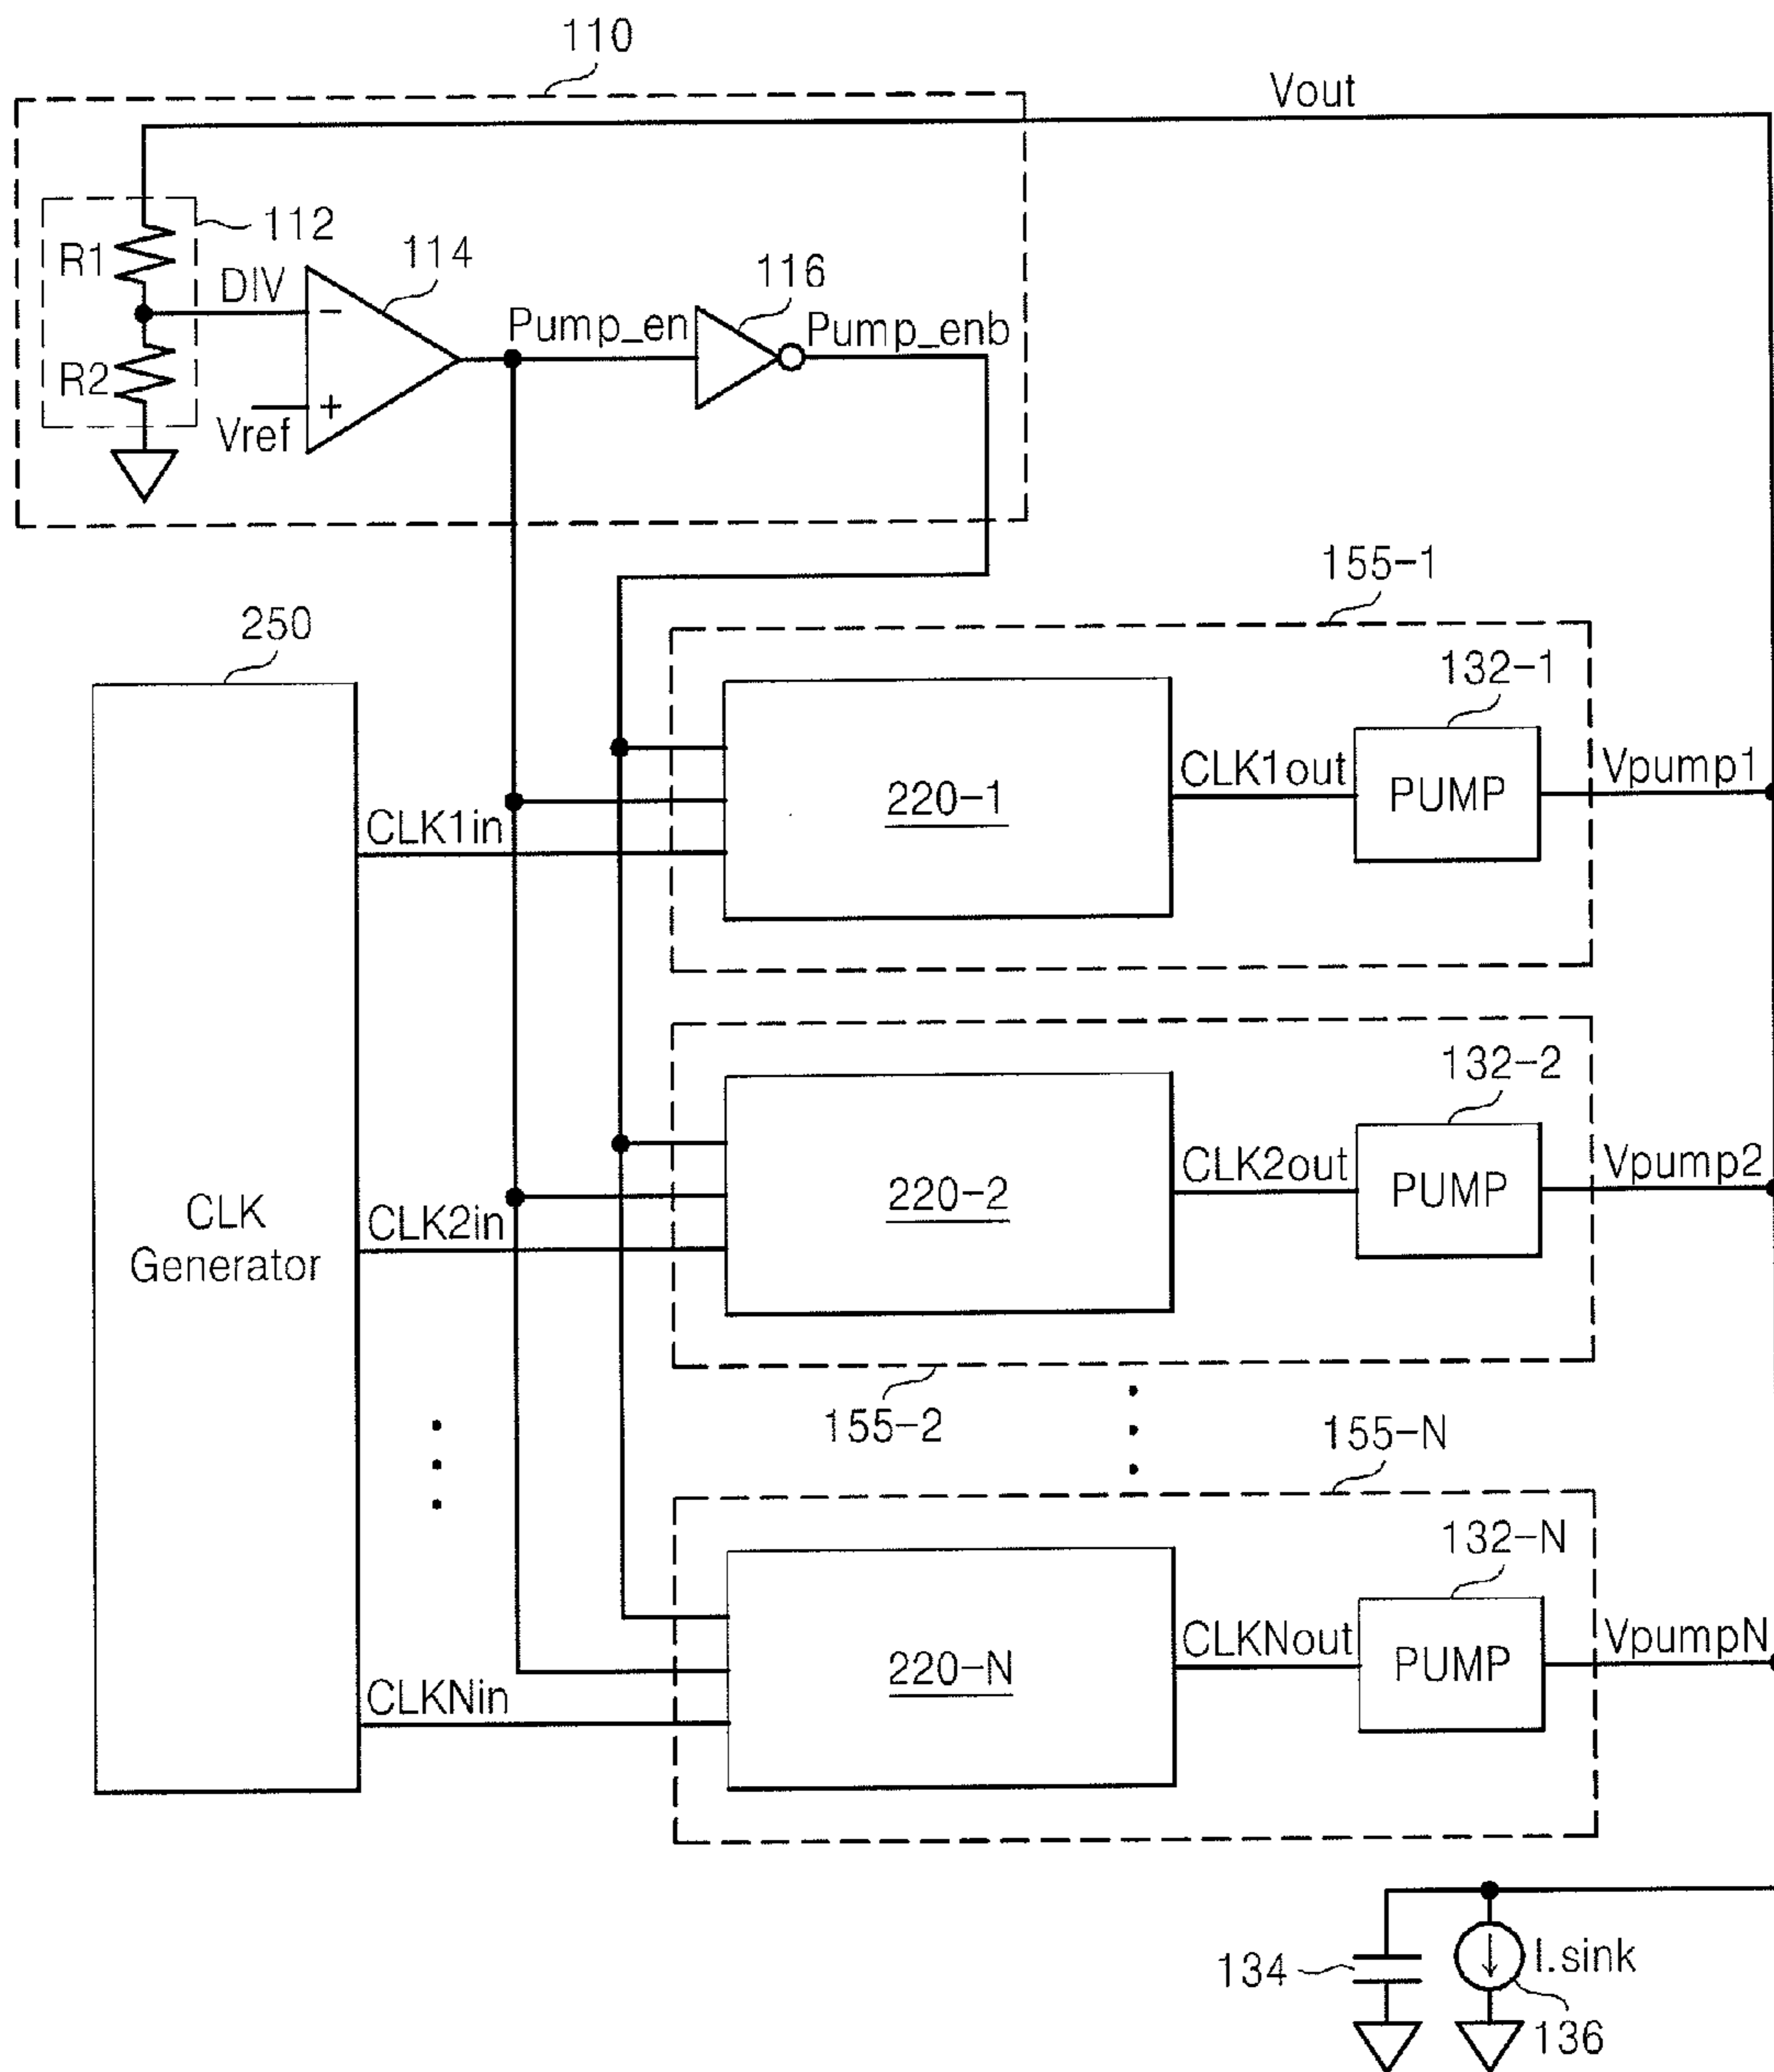 110
Vout
112
R1
DIV
114
−
116
Pump_en
Pump_enb
R2
+
Vref
155-1
250
132-1
CLK1in
220-1
CLK1out
PUMP
Vpump1
132-2
CLK
Generator
CLK2in
220-2
CLK2out
PUMP
Vpump2
155-2
155-N
132-N
CLKNin
220-N
CLKNout
PUMP
VpumpN
134
I.sink
136